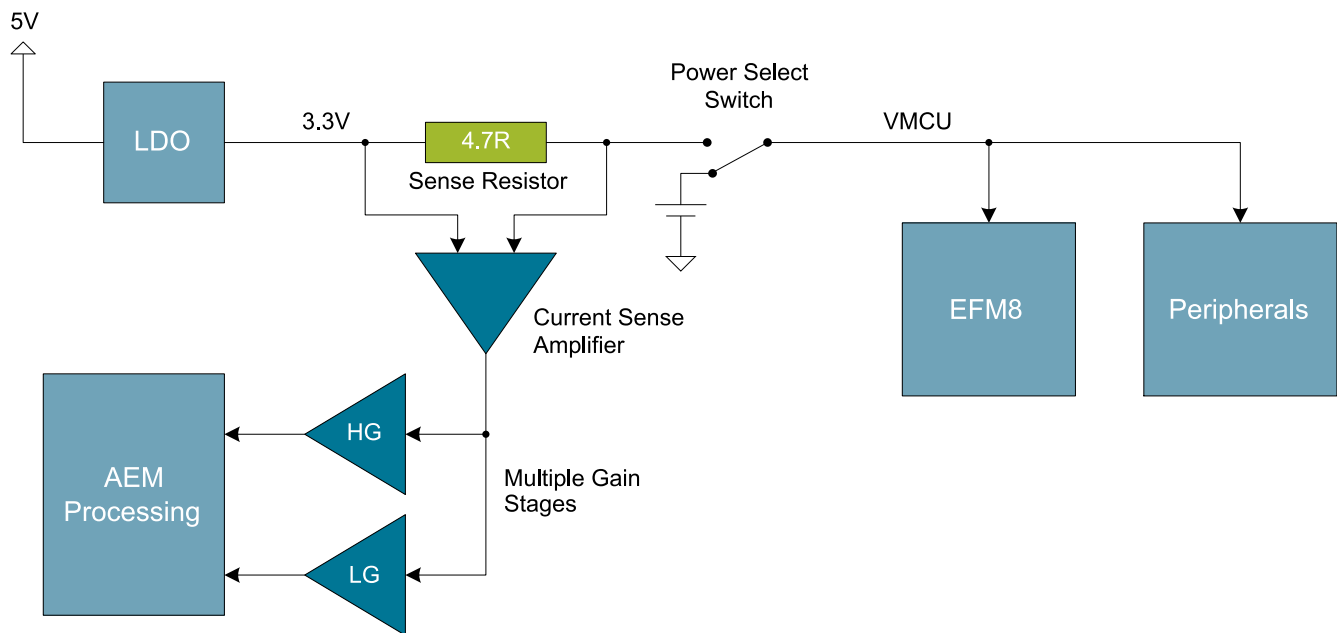 5V
LDO
3.3V
4.7R
Sense Resistor
Power Select
Switch
VMCU
Current Sense
Amplifier
EFM8
Peripherals
HG
AEM
Processing
Multiple Gain
Stages
LG